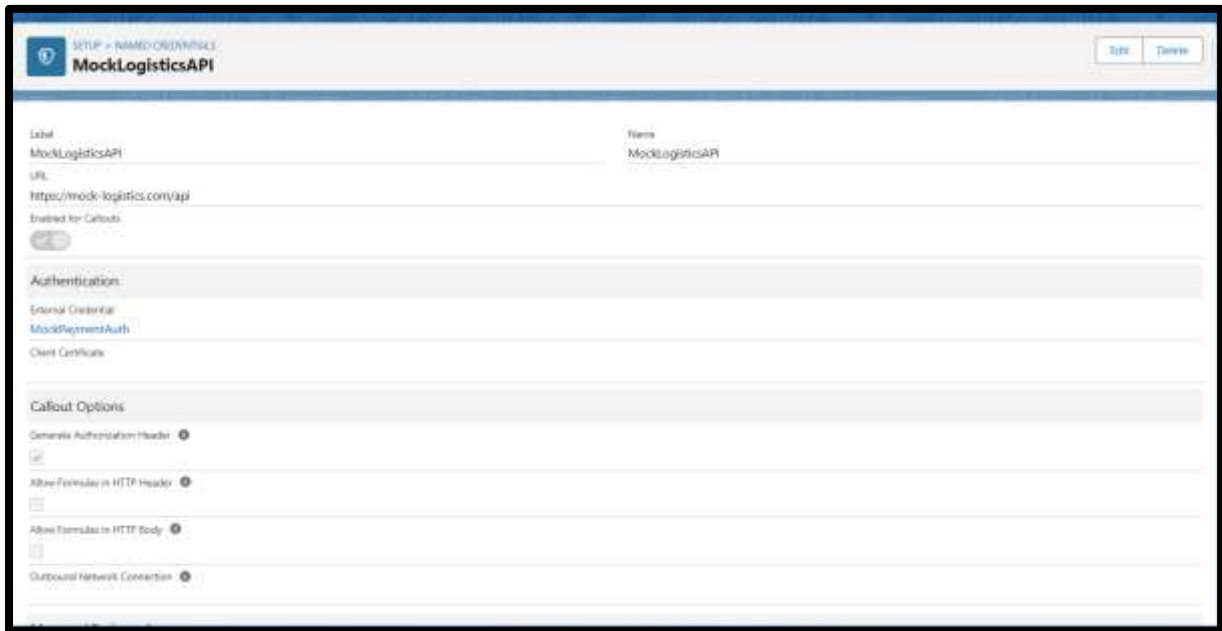 SETUP > NAMED CREDENTIALS
MockLogisticsAPI
Edit Delete
Label Name
MockLogisticsAPI MockLogisticsAPI
URL
https://mock-logistics.com/api
Enabled for Callouts
Authentication
External Credential
MockPaymentAuth
Client Certificate
Callout Options
Generate Authorization Header
Allow Formulas in HTTP Header
Allow Formulas in HTTP Body
Outbound Network Connection